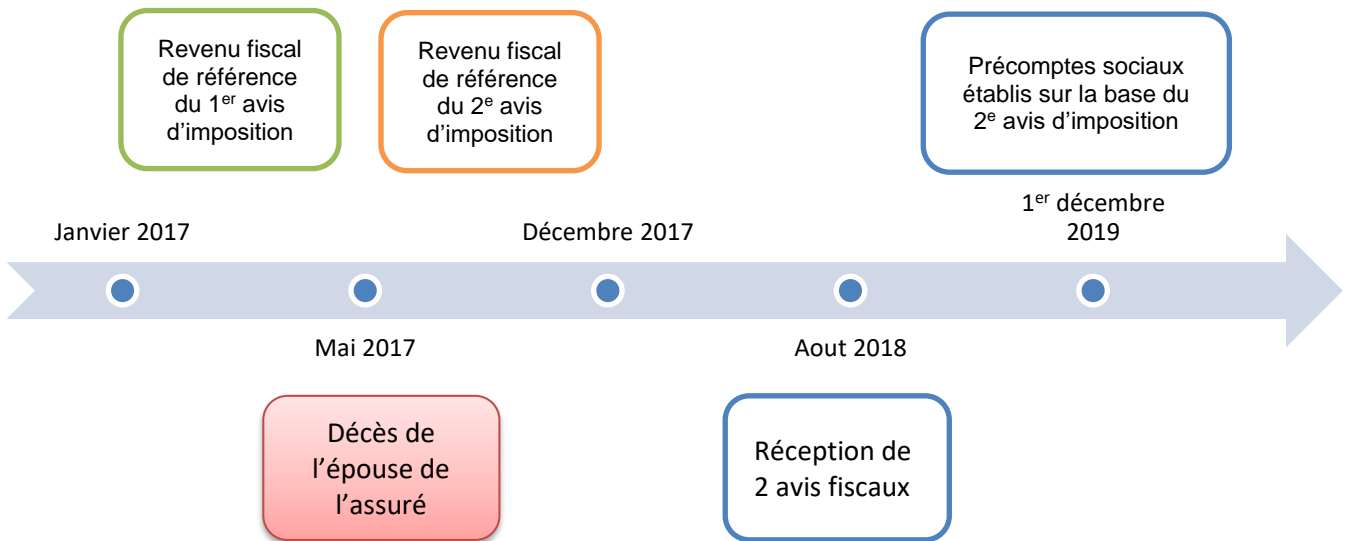 Revenu fiscal
de référence
du 1er avis
d'imposition
Revenu fiscal
de référence
du 2e avis
d'imposition
Précomptes sociaux
établis sur la base du
2e avis d'imposition
Janvier 2017
Décembre 2017
1er décembre
2019
Mai 2017
Aout 2018
Décès de
l'épouse de
l'assuré
Réception de
2 avis fiscaux